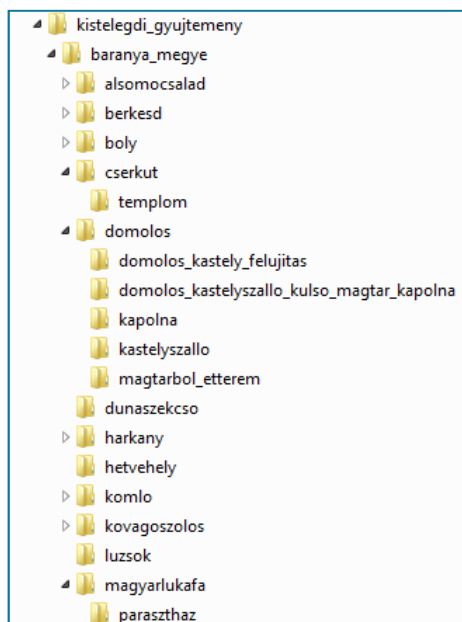 kistelegdi_gyujtemeny
baranya_megye
alsomocsalad
berkesd
boly
cserkut
templom
domolos
domolos_kastely_felujitas
domolos_kastelyszallo_kulso_magtar_kapolna
kapolna
kastelyszallo
magtarbol_etterem
dunaszekcso
harkany
hetvehely
komlo
kovagoszolos
luzsok
magyarlukafa
paraszthaz